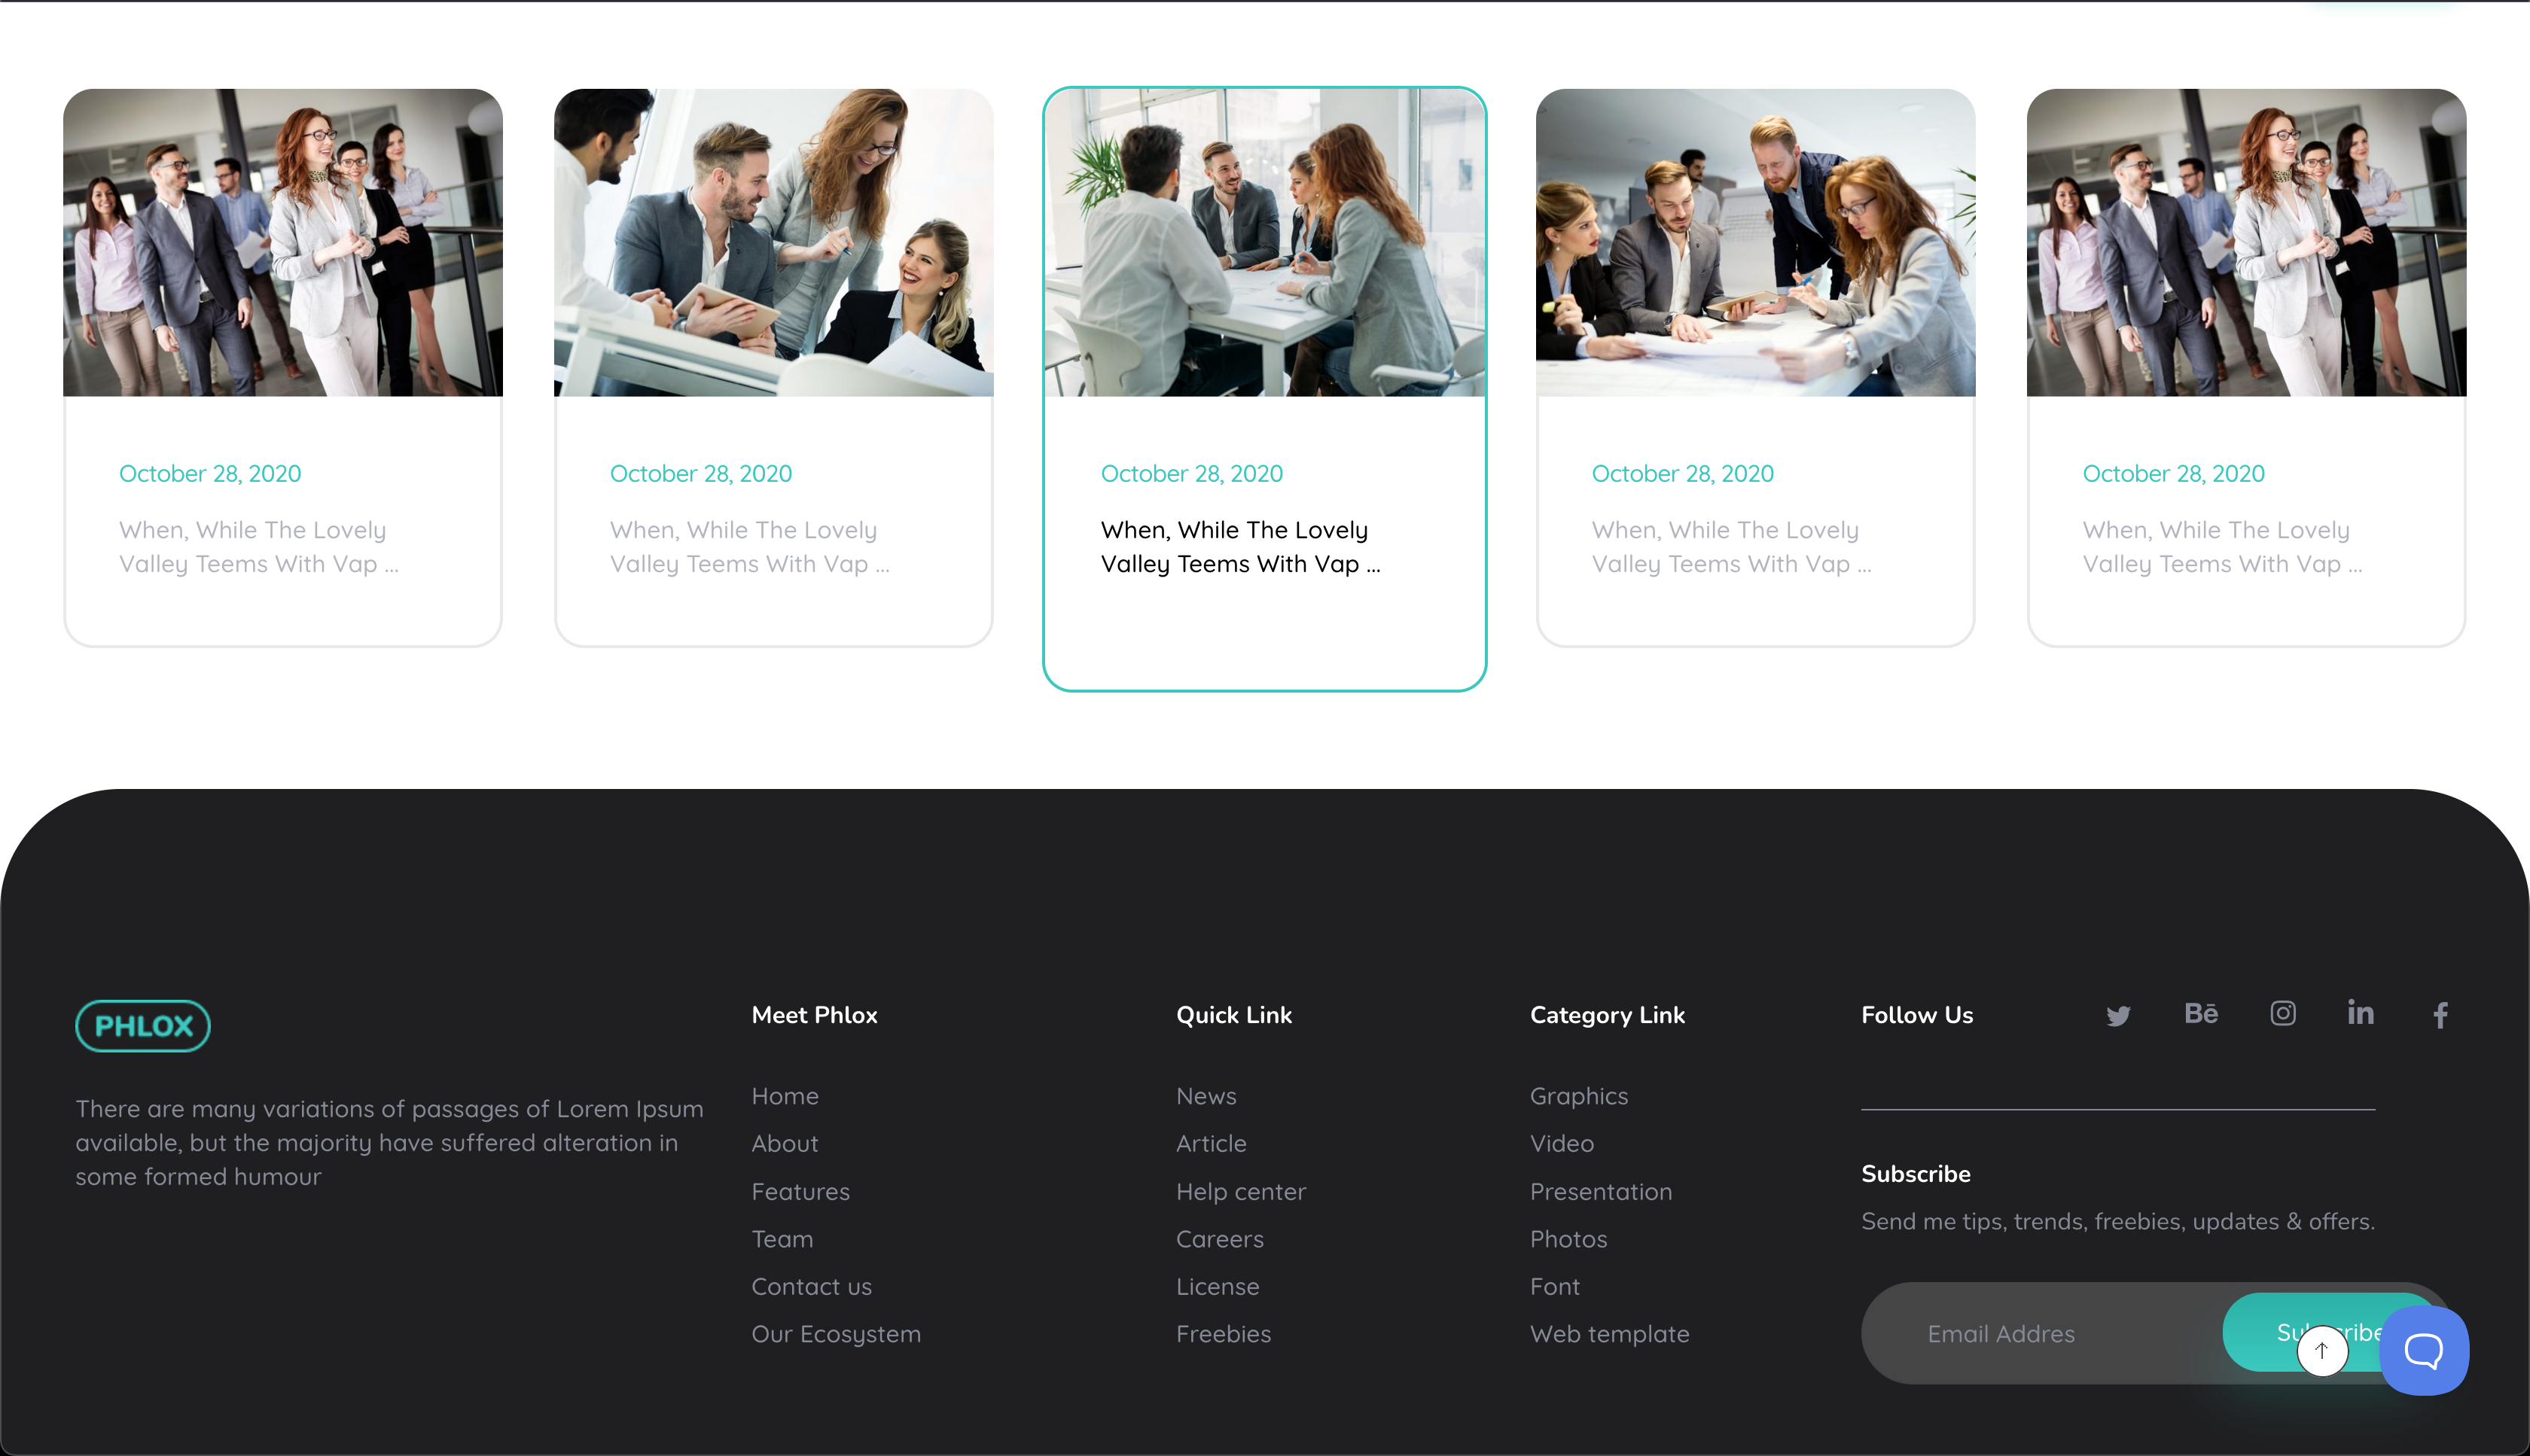 October 28, 2020
When, While The Lovely
Valley Teems With Vap ...
October 28, 2020
When, While The Lovely
Valley Teems With Vap ...
October 28, 2020
When, While The Lovely
Valley Teems With Vap ...
October 28, 2020
When, While The Lovely
Valley Teems With Vap ...
October 28, 2020
When, While The Lovely
Valley Teems With Vap ...
PHLOX
There are many variations of passages of Lorem Ipsum
available, but the majority have suffered alteration in
some formed humour
Meet Phlox
Home
About
Features
Team
Contact us
Our Ecosystem
Quick Link
News
Article
Help center
Careers
License
Freebies
Category Link
Graphics
Video
Presentation
Photos
Font
Web template
Follow Us
Bē
in
f
Subscribe
Send me tips, trends, freebies, updates & offers.
Email Addres
Subscribe